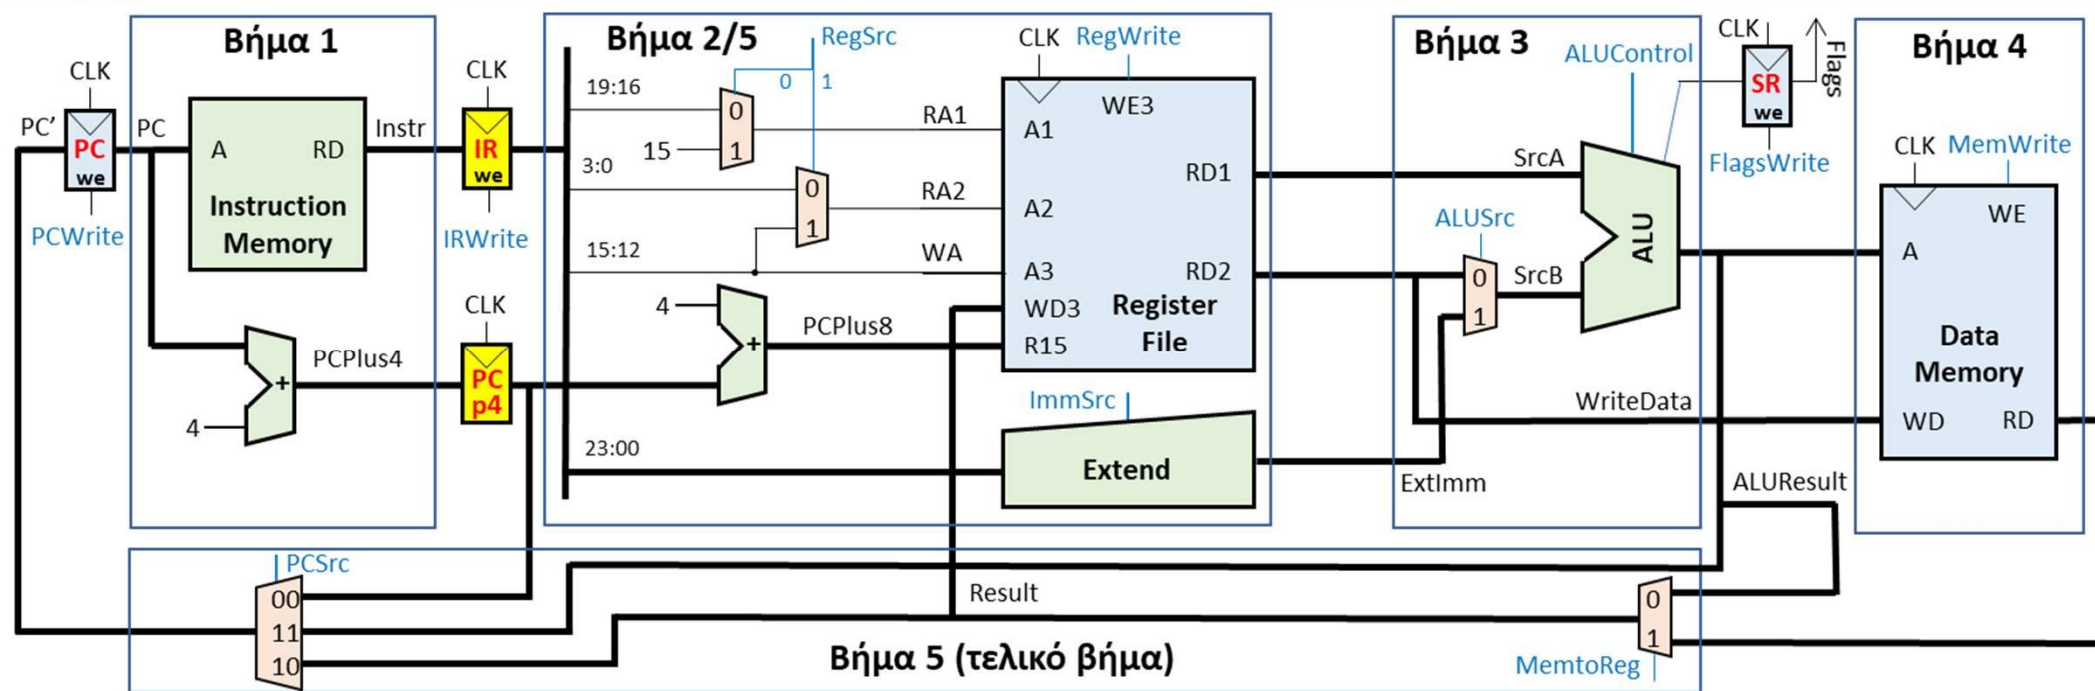 Βήμα 1
CLK
PC'
PC
we
PCWrite
PC
A
RD
Instruction
Memory
Instr
PCPlus4
4
+
CLK
IR
we
IRWrite
CLK
PC
p4
Βήμα 2/5
RegSrc
0
1
19:16
0
15
1
3:0
0
1
15:12
RA1
RA2
WA
4
+
PCPlus8
23:00
CLK
RegWrite
WE3
A1
RD1
A2
A3
RD2
WD3
Register
File
R15
ImmSrc
Extend
Βήμα 3
ALUControl
SrcA
ALUSrc
0
1
SrcB
ALU
WriteData
ExtImm
CLK
SR
we
Flags
FlagsWrite
Βήμα 4
CLK
MemWrite
WE
A
Data
Memory
WD
RD
ALUResult
PCSrc
00
11
10
Result
0
1
MemtoReg
Βήμα 5 (τελικό βήμα)